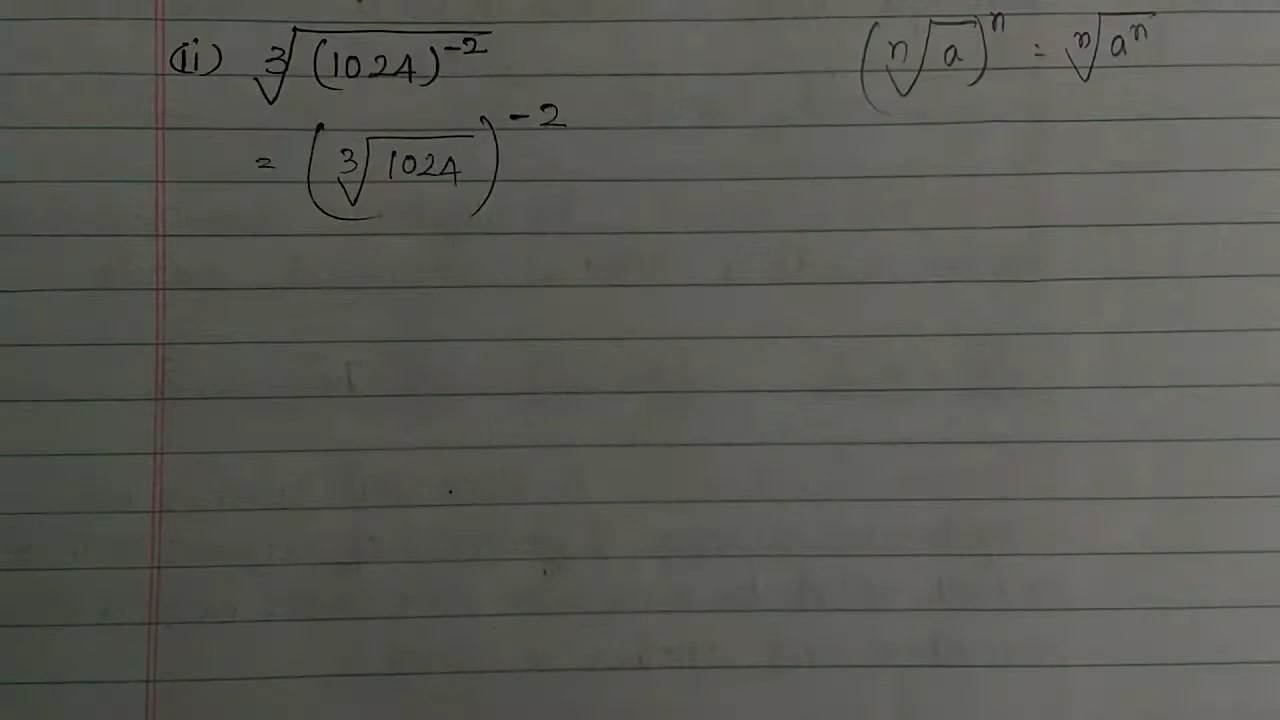 (ii) ∛(1024)⁻²
(ⁿ√a)ⁿ = ⁿ√aⁿ
= (∛1024)⁻²